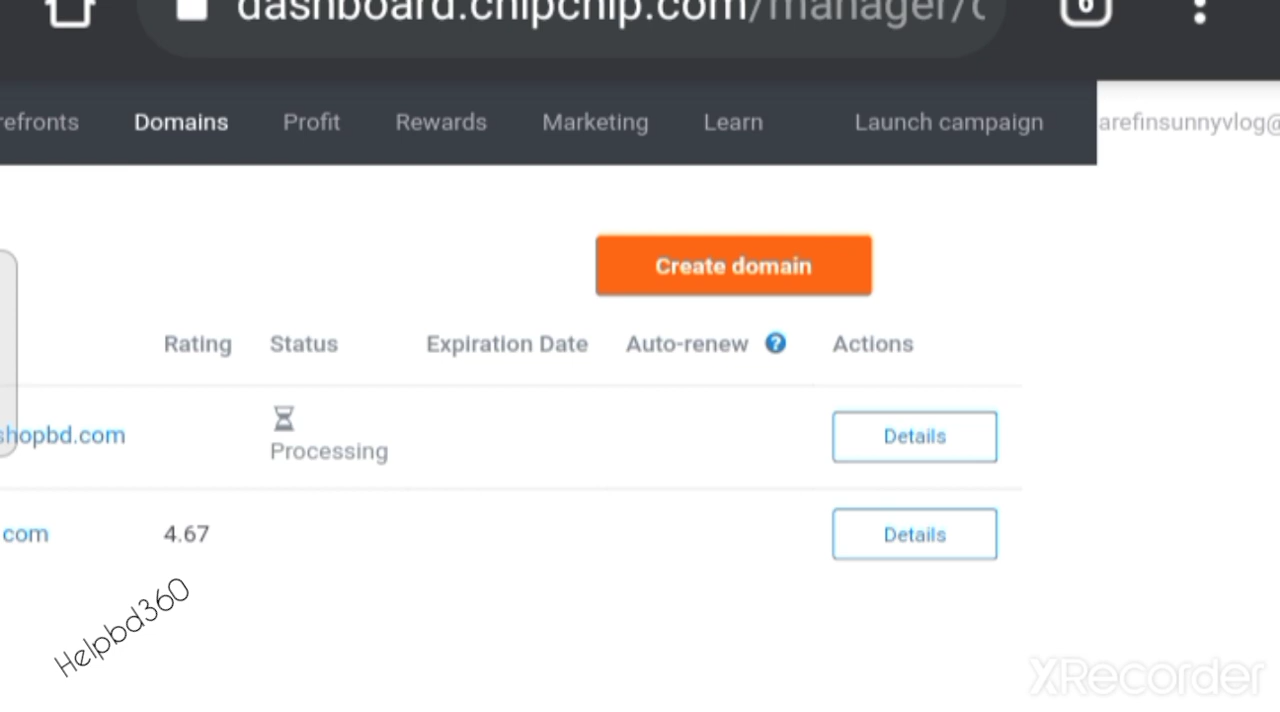 dashboard.chipchip.com/manager/
6
refronts Domains Profit Rewards Marketing Learn Launch campaign arefinsunnyvlog@
Create domain
Rating Status Expiration Date Auto-renew ? Actions
shopbd.com Processing Details
.com 4.67 Details
Helpbd360
XRecorder